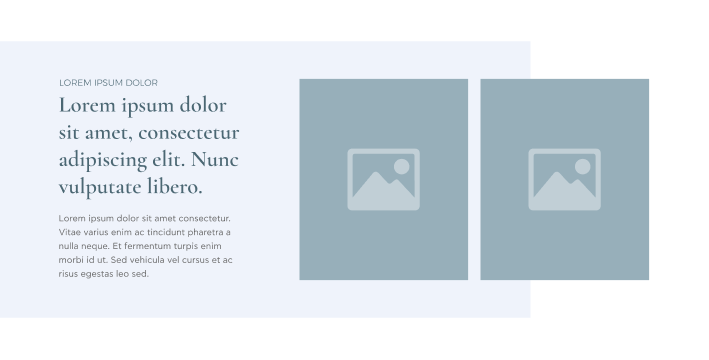 LOREM IPSUM DOLOR
Lorem ipsum dolor
sit amet, consectetur
adipiscing elit. Nunc
vulputate libero.
Lorem ipsum dolor sit amet consectetur.
Vitae varius enim ac tincidunt pharetra a
nulla neque. Et fermentum turpis enim
morbi id ut. Sed vehicula vel cursus et ac
risus egestas leo sed.